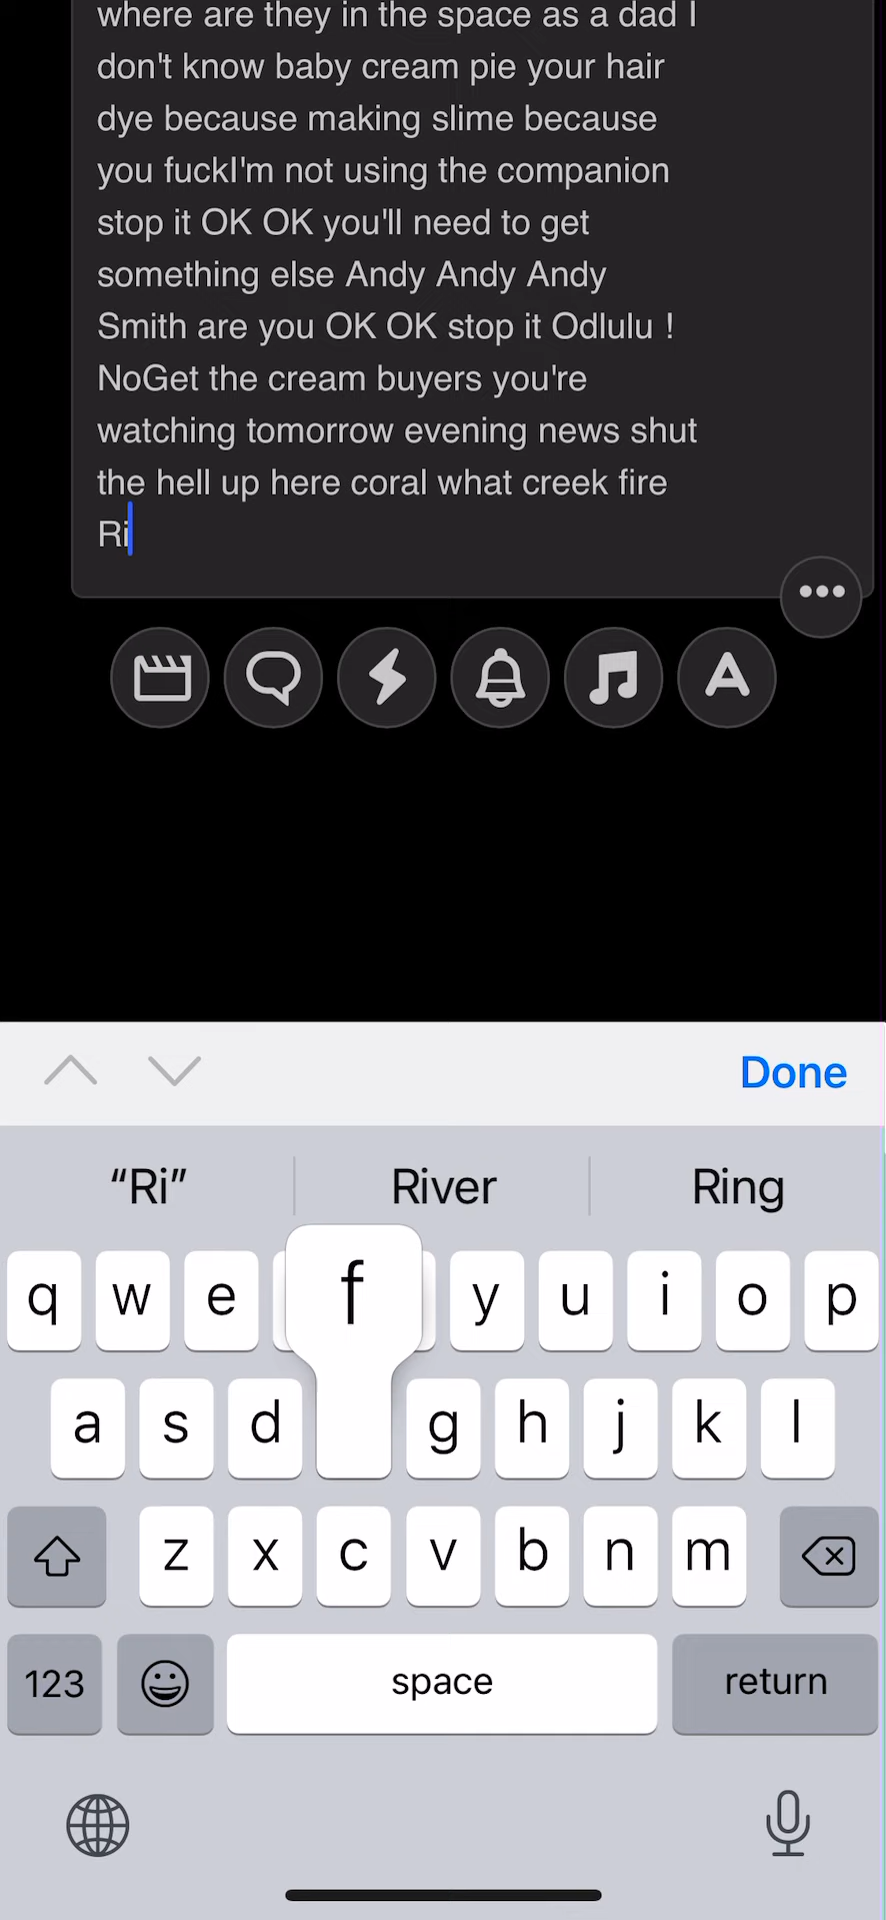 where are they in the space as a dad I
don't know baby cream pie your hair
dye because making slime because
you fuckI'm not using the companion
stop it OK OK you'll need to get
something else Andy Andy Andy
Smith are you OK OK stop it Odlulu !
NoGet the cream buyers you're
watching tomorrow evening news shut
the hell up here coral what creek fire
Ri
A
Done
“Ri” River Ring
q w e f y u i o p
a s d g h j k l
z x c v b n m
123 space return